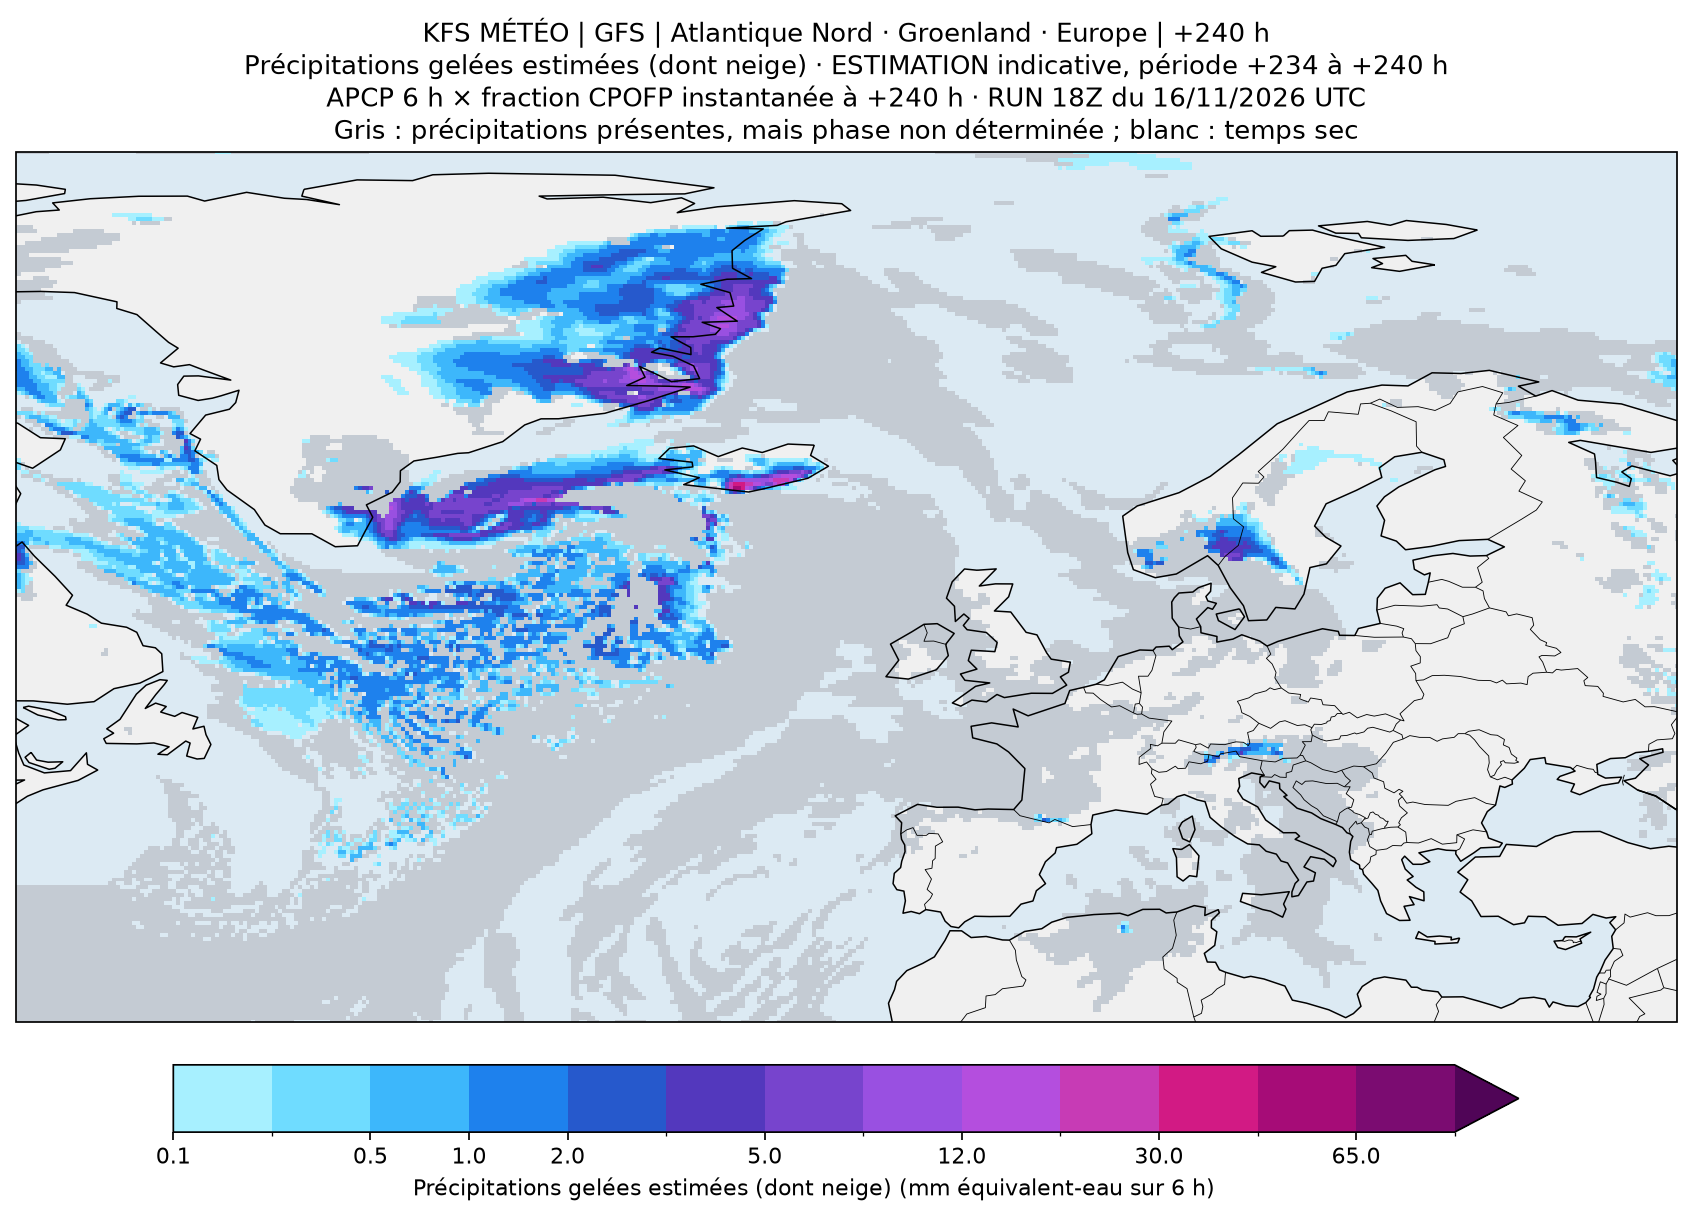 KFS MÉTÉO | GFS | Atlantique Nord · Groenland · Europe | +240 h
Précipitations gelées estimées (dont neige) · ESTIMATION indicative, période +234 à +240 h
APCP 6 h × fraction CPOFP instantanée à +240 h · RUN 18Z du 16/11/2026 UTC
Gris : précipitations présentes, mais phase non déterminée ; blanc : temps sec
0.1 0.5 1.0 2.0 5.0 12.0 30.0 65.0
Précipitations gelées estimées (dont neige) (mm équivalent-eau sur 6 h)